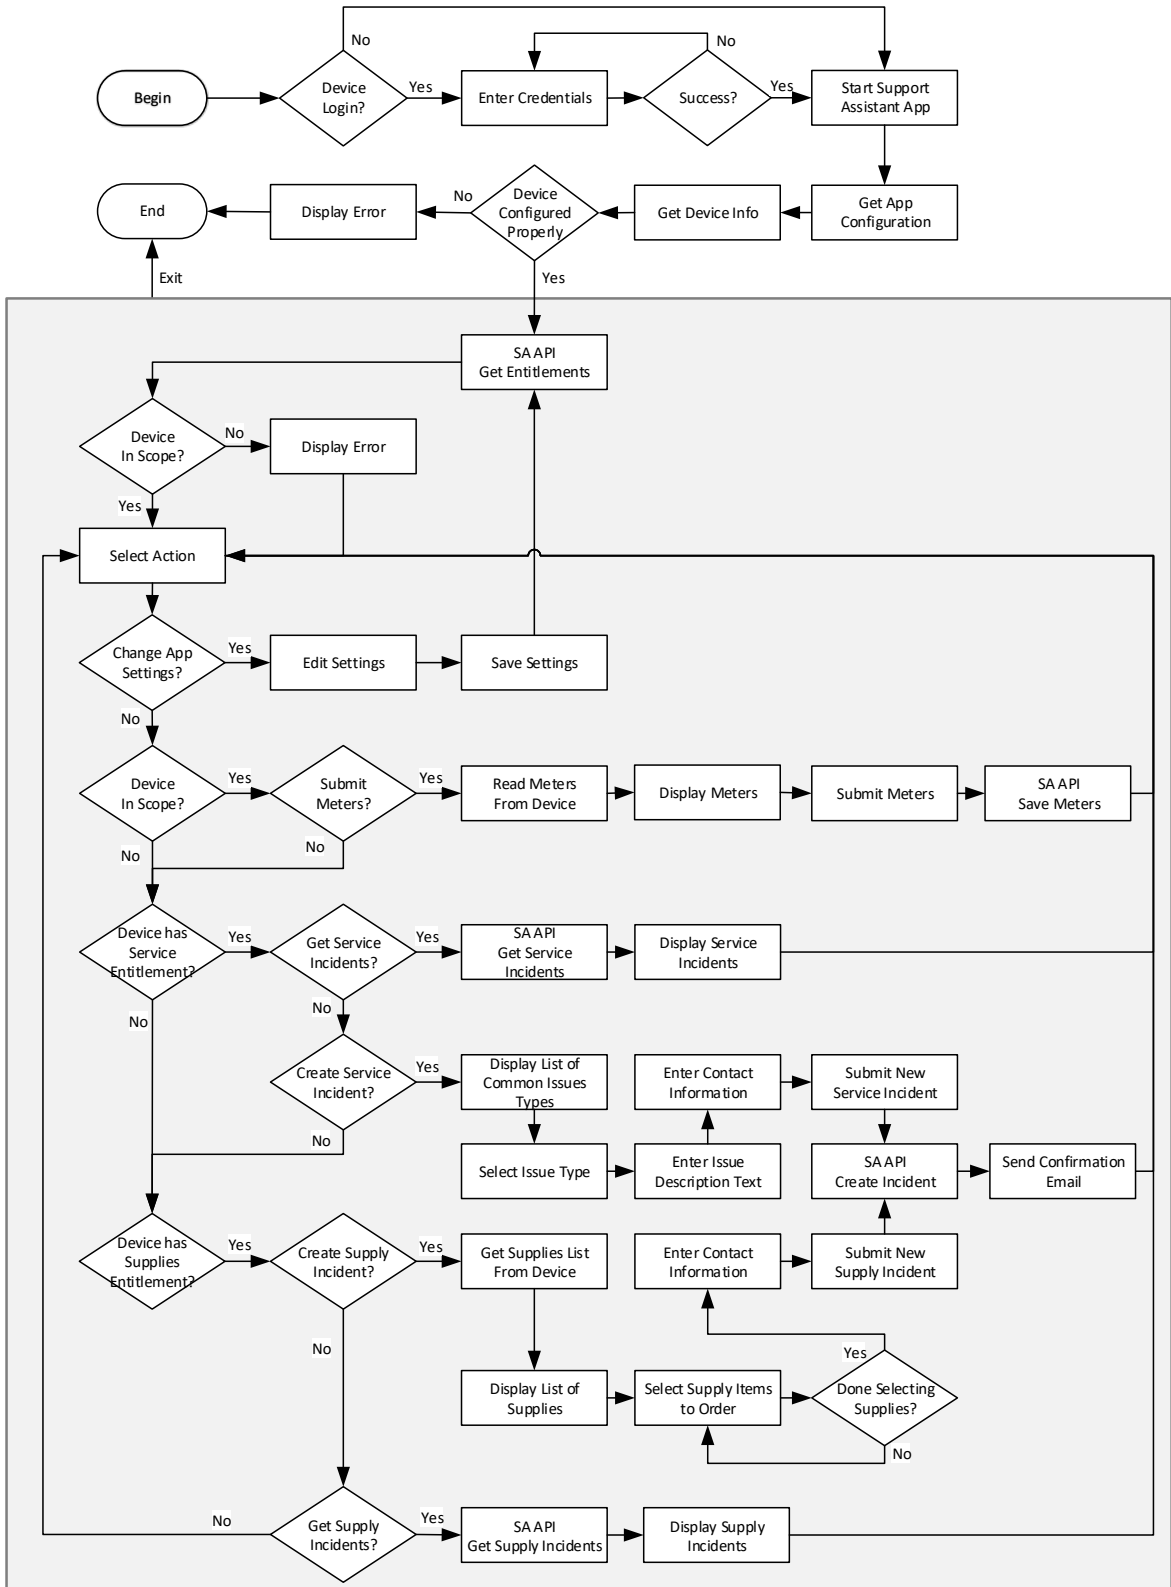 No
No
Begin
Device
Login?
Yes
Enter Credentials
Success?
Yes
Start Support
Assistant App
End
Display Error
No
Device
Configured
Properly
Get Device Info
Get App
Configuration
Exit
Yes
SA API
Get Entitlements
Device
In Scope?
No
Display Error
Yes
Select Action
Change App
Settings?
Yes
Edit Settings
Save Settings
No
Device
In Scope?
Yes
Submit
Meters?
Yes
Read Meters
From Device
Display Meters
Submit Meters
SA API
Save Meters
No
No
Device has
Service
Entitlement?
Yes
Get Service
Incidents?
Yes
SA API
Get Service
Incidents
Display Service
Incidents
No
No
Create Service
Incident?
Yes
Display List of
Common Issues
Types
Enter Contact
Information
Submit New
Service Incident
No
Select Issue Type
Enter Issue
Description Text
SA API
Create Incident
Send Confirmation
Email
Device has
Supplies
Entitlement?
Yes
Create Supply
Incident?
Yes
Get Supplies List
From Device
Enter Contact
Information
Submit New
Supply Incident
No
Yes
Display List of
Supplies
Select Supply Items
to Order
Done Selecting
Supplies?
No
No
Get Supply
Incidents?
Yes
SA API
Get Supply Incidents
Display Supply
Incidents